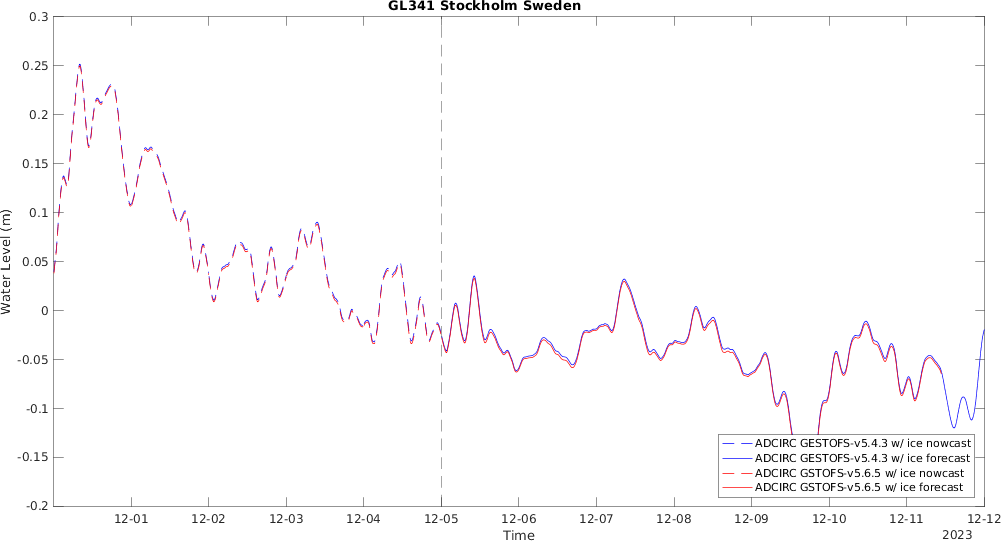 GL341 Stockholm Sweden
0.3
0.25
0.2
0.15
0.1
0.05
0
-0.05
-0.1
-0.15
-0.2
Water Level (m)
ADCIRC GESTOFS-v5.4.3 w/ ice nowcast
ADCIRC GESTOFS-v5.4.3 w/ ice forecast
ADCIRC GSTOFS-v5.6.5 w/ ice nowcast
ADCIRC GSTOFS-v5.6.5 w/ ice forecast
12-01 12-02 12-03 12-04 12-05 12-06 12-07 12-08 12-09 12-10 12-11 12-12
Time
2023